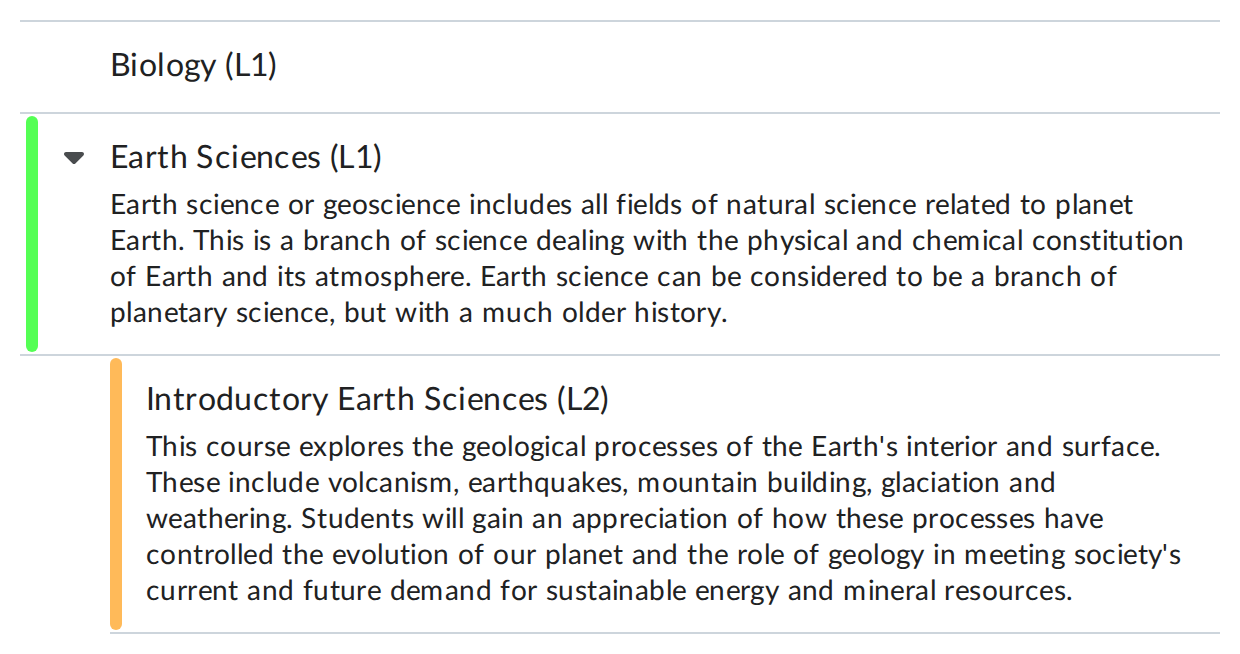 Biology (L1)
Earth Sciences (L1)
Earth science or geoscience includes all fields of natural science related to planet
Earth. This is a branch of science dealing with the physical and chemical constitution
of Earth and its atmosphere. Earth science can be considered to be a branch of
planetary science, but with a much older history.
Introductory Earth Sciences (L2)
This course explores the geological processes of the Earth's interior and surface.
These include volcanism, earthquakes, mountain building, glaciation and
weathering. Students will gain an appreciation of how these processes have
controlled the evolution of our planet and the role of geology in meeting society's
current and future demand for sustainable energy and mineral resources.